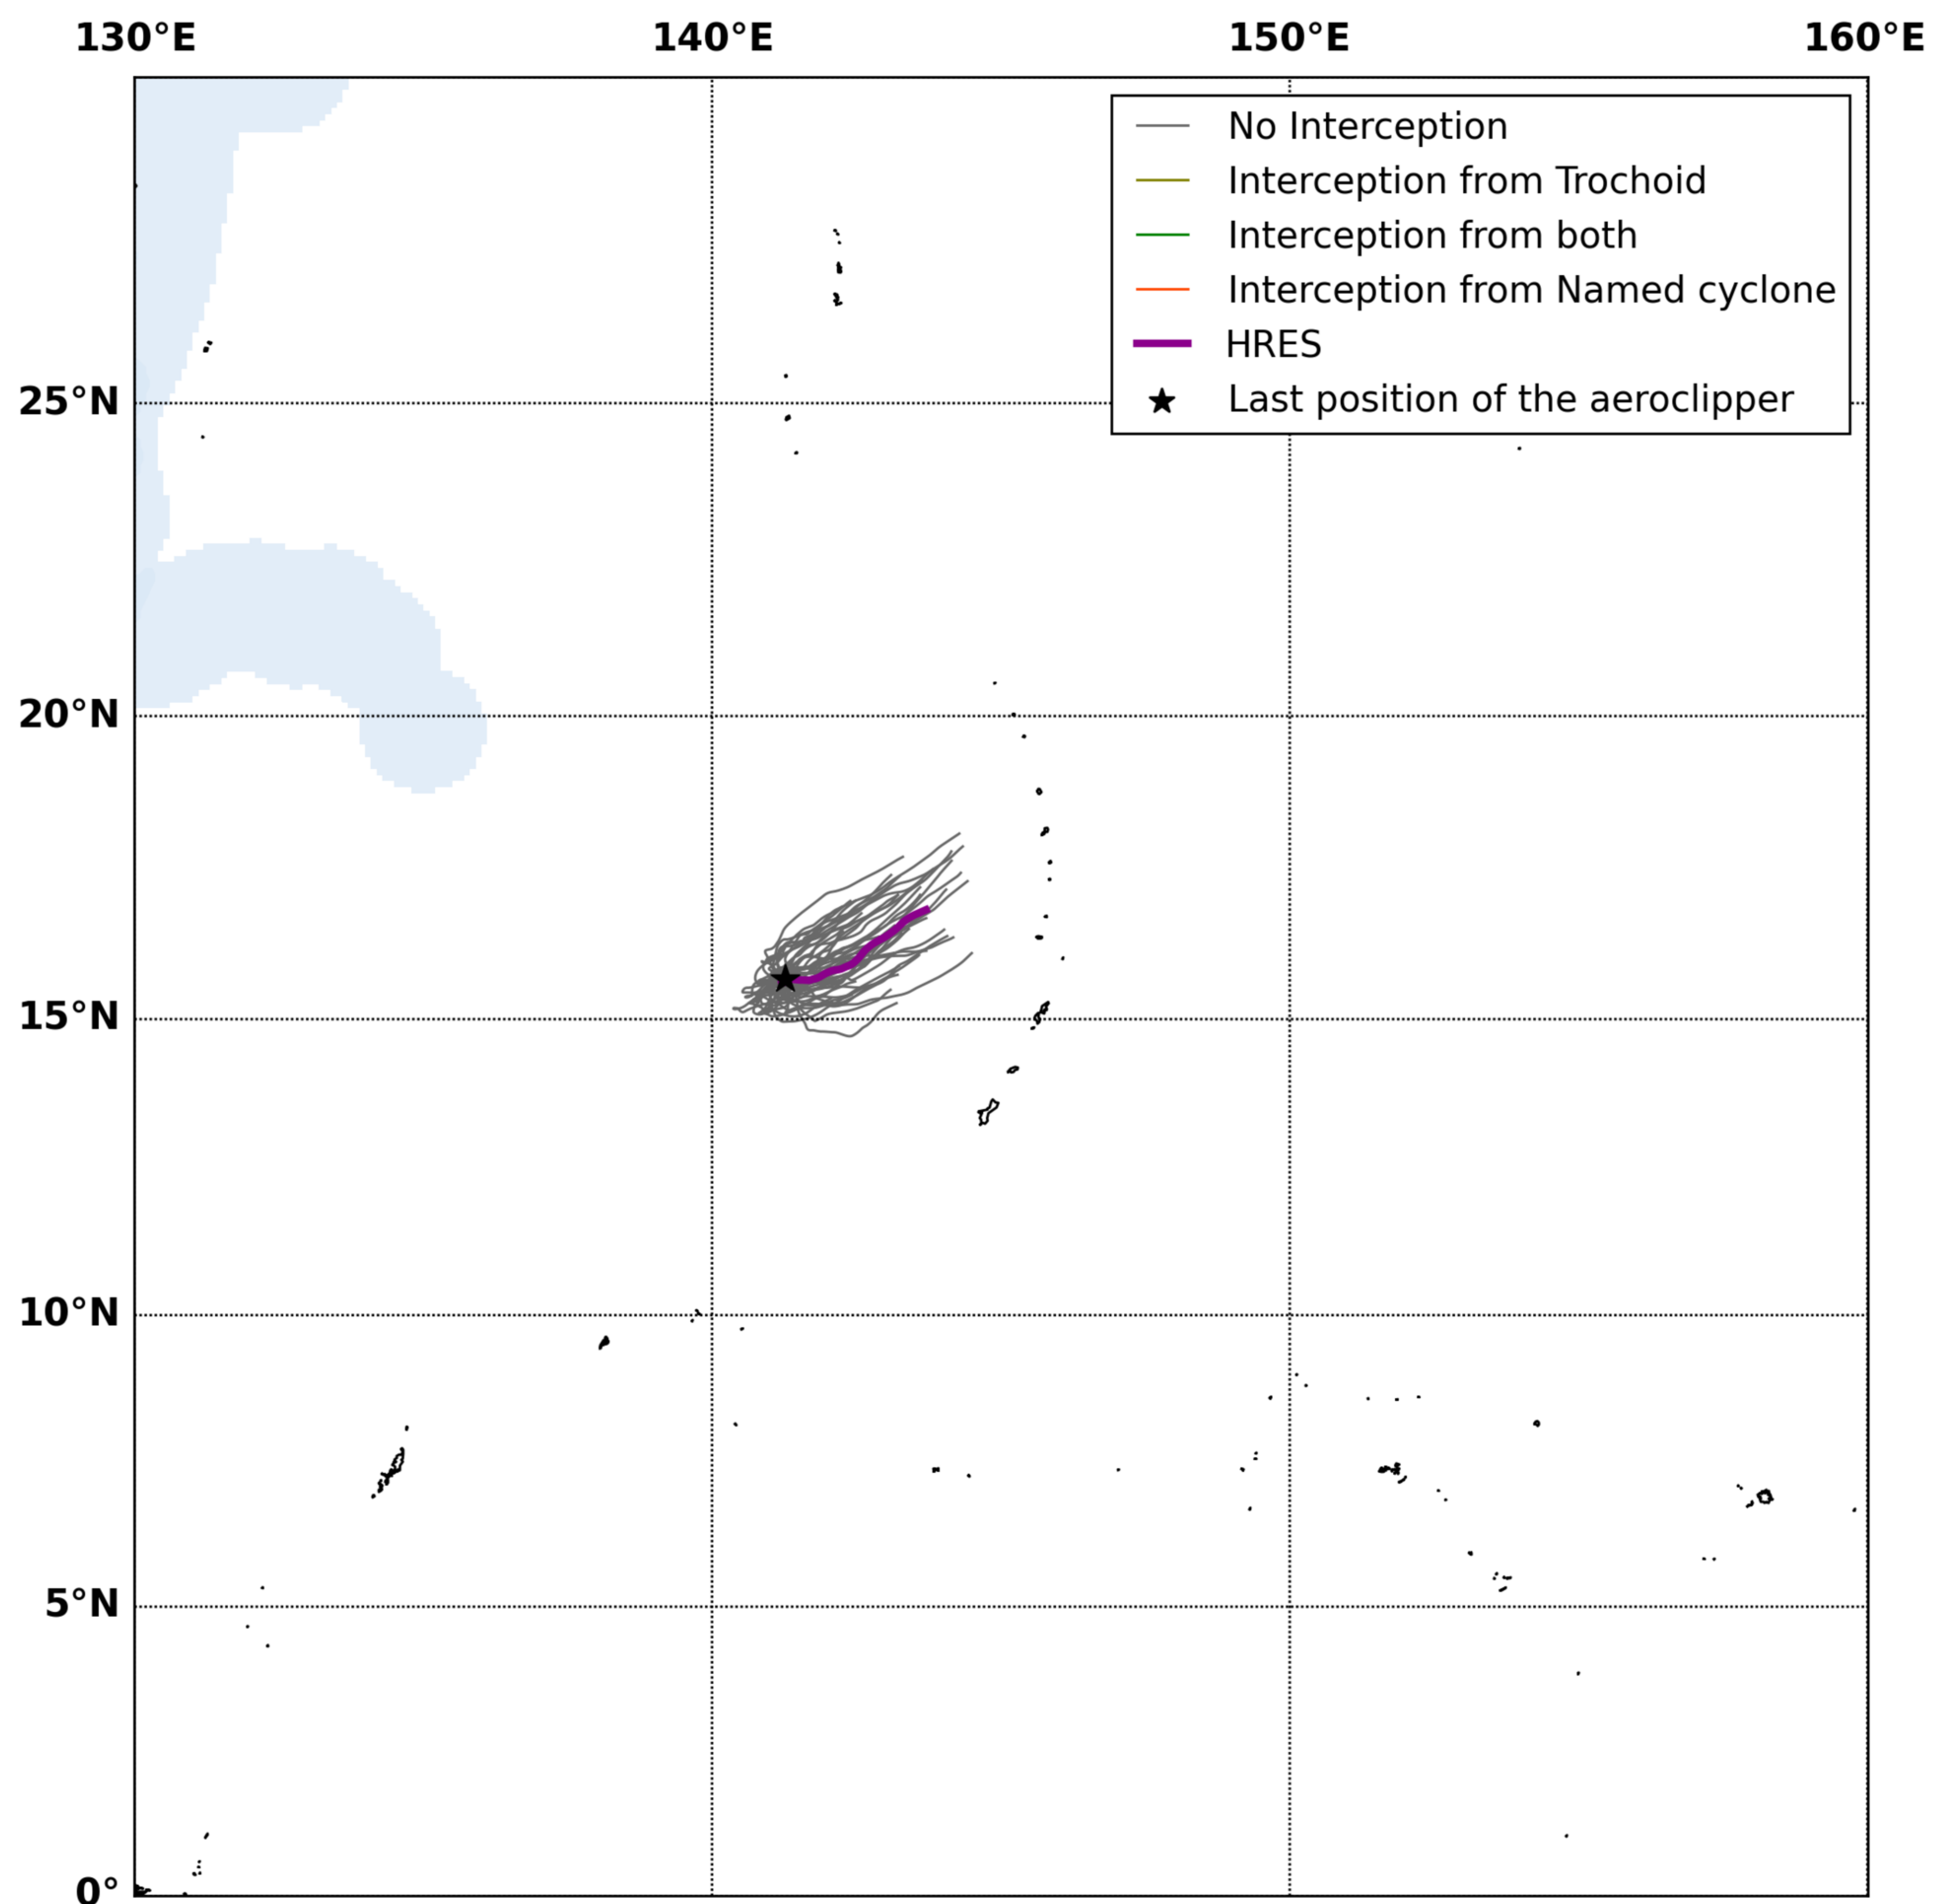 130°E 140°E 150°E 160°E
No Interception
Interception from Trochoid
Interception from both
Interception from Named cyclone
HRES
Last position of the aeroclipper
25°N
20°N
15°N
10°N
5°N
0°